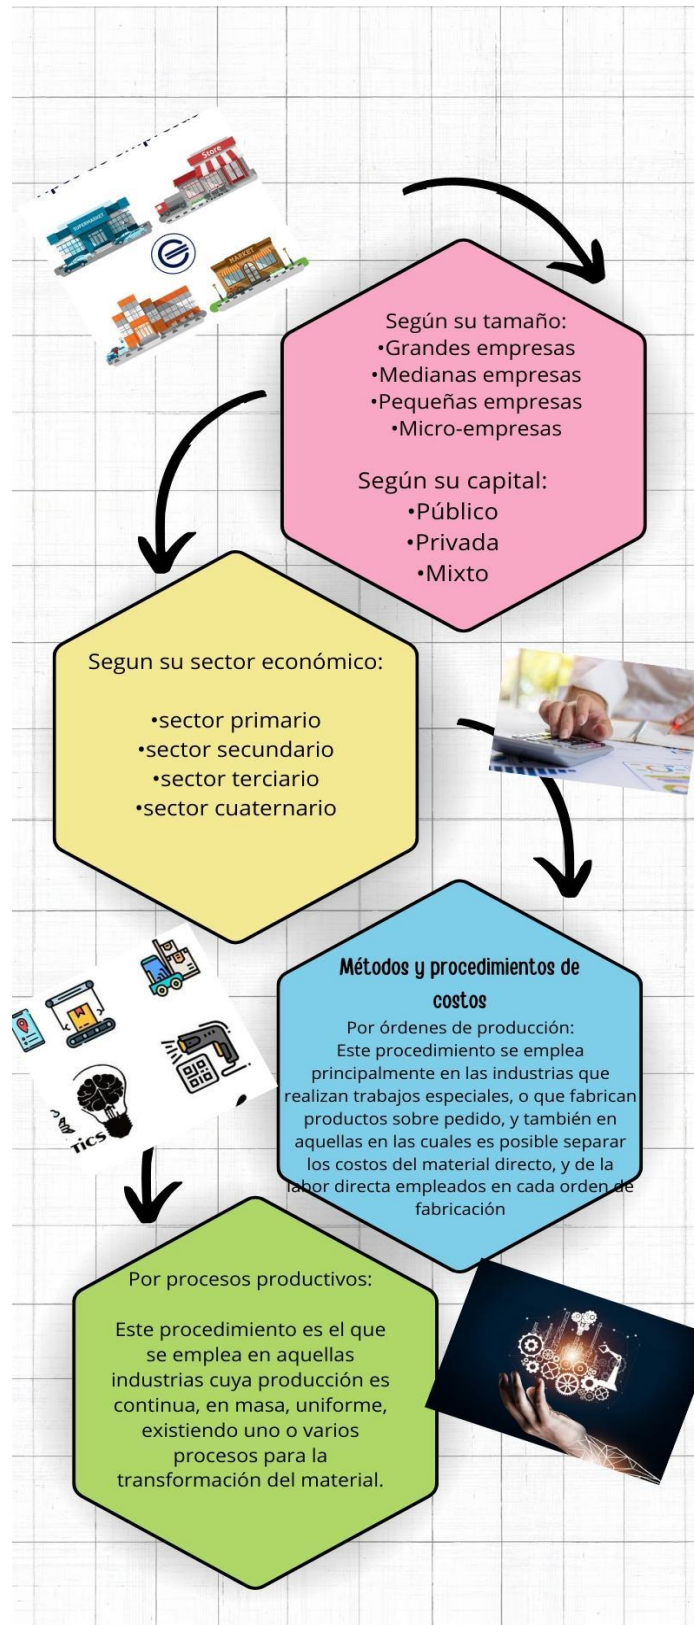 Store
SUPERMARKET
MARKET
Según su tamaño:
•Grandes empresas
•Medianas empresas
•Pequeñas empresas
•Micro-empresas
Según su capital:
•Público
•Privada
•Mixto
Segun su sector económico:
•sector primario
•sector secundario
•sector terciario
•sector cuaternario
Métodos y procedimientos de
costos
Por órdenes de producción:
Este procedimiento se emplea
principalmente en las industrias que
realizan trabajos especiales, o que fabrican
productos sobre pedido, y también en
aquellas en las cuales es posible separar
los costos del material directo, y de la
labor directa empleados en cada orden de
fabricación
TICS
Por procesos productivos:
Este procedimiento es el que
se emplea en aquellas
industrias cuya producción es
continua, en masa, uniforme,
existiendo uno o varios
procesos para la
transformación del material.